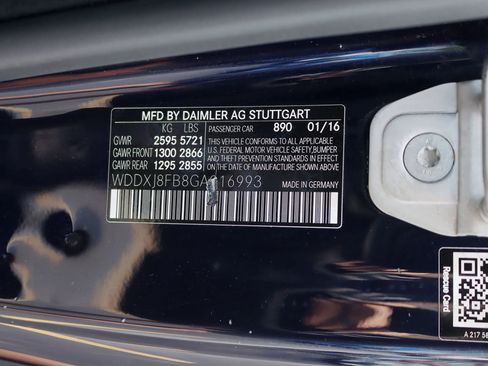 MFD BY DAIMLER AG STUTTGART
KG LBS
GVWR 2595 5721
GAWR FRONT 1300 2866
GAWR REAR 1295 2855
PASSENGER CAR 890 01/16
THIS VEHICLE CONFORMS TO ALL APPLICABLE
U.S. FEDERAL MOTOR VEHICLE SAFETY
BUMPER, AND THEFT PREVENTION STANDARDS
IN EFFECT ON THE DATE OF MANUFACTURE
SHOWN ABOVE.
GERMANY
Rescue Card
A 217 58